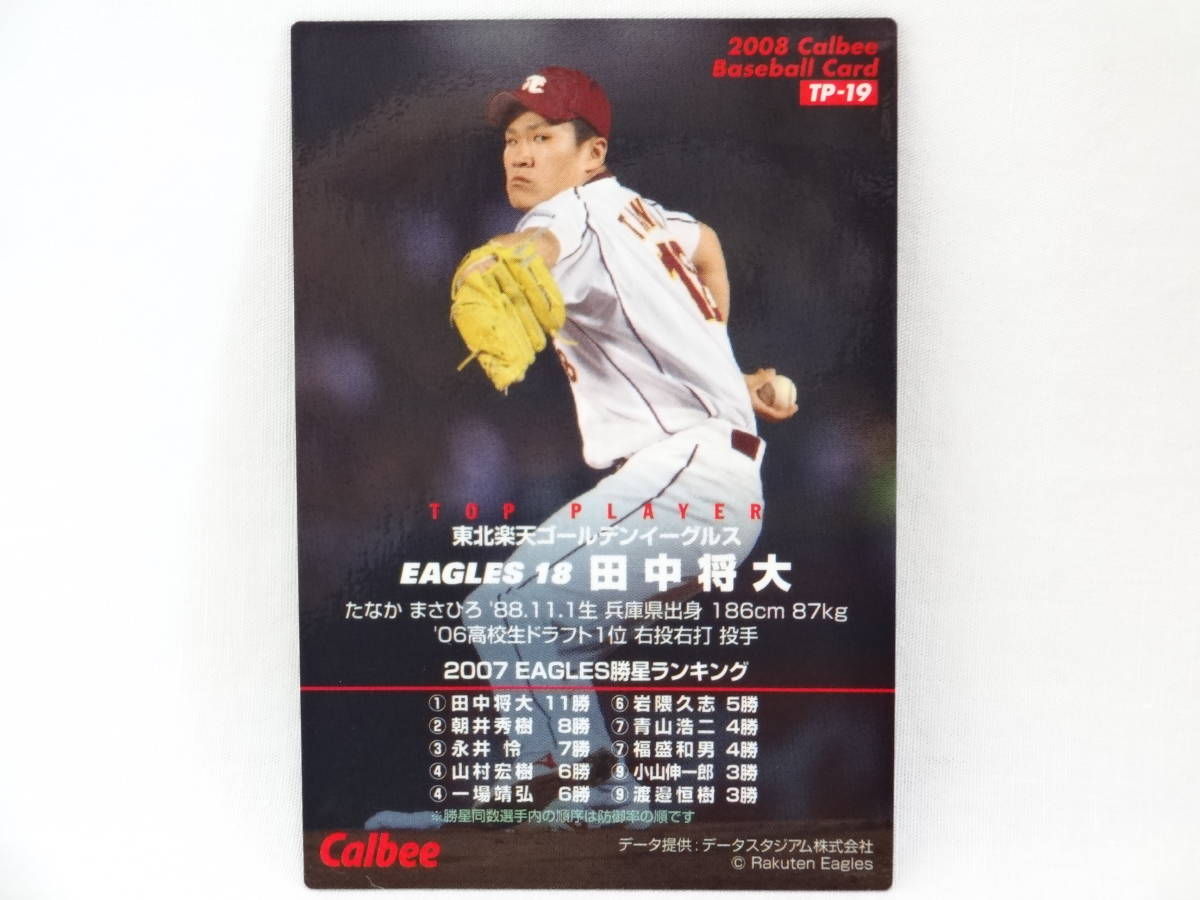 2008 Calbee
Baseball Card
TP-19
18
TOP PLAYER
東北楽天ゴールデンイーグルス
EAGLES 18 田中将大
たなか まさひろ '88.11.1生 兵庫県出身 186cm 87kg
'06高校生ドラフト1位 右投右打 投手
2007 EAGLES勝星ランキング
①田中将大 11勝 ⑥岩隈久志 5勝
②朝井秀樹 8勝 ⑦青山浩二 4勝
③永井 怜 7勝 ⑦福盛和男 4勝
④山村宏樹 6勝 ⑨小山伸一郎 3勝
④一場靖弘 6勝 ⑨渡邉恒樹 3勝
※勝星同数選手内の順序は防御率の順です
Calbee
データ提供:データスタジアム株式会社
© Rakuten Eagles